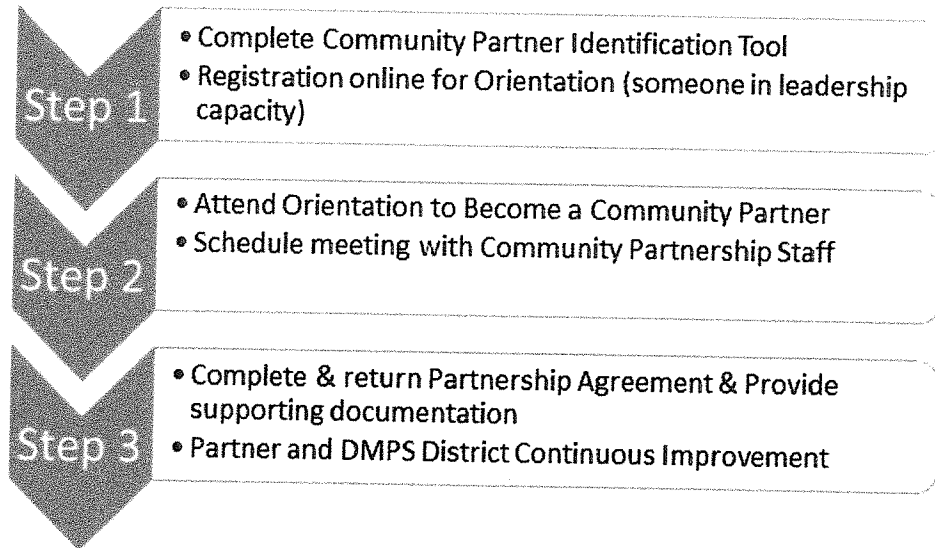 Step 1
• Complete Community Partner Identification Tool
• Registration online for Orientation (someone in leadership
capacity)
Step 2
• Attend Orientation to Become a Community Partner
• Schedule meeting with Community Partnership Staff
Step 3
• Complete & return Partnership Agreement & Provide
supporting documentation
• Partner and DMPS District Continuous Improvement